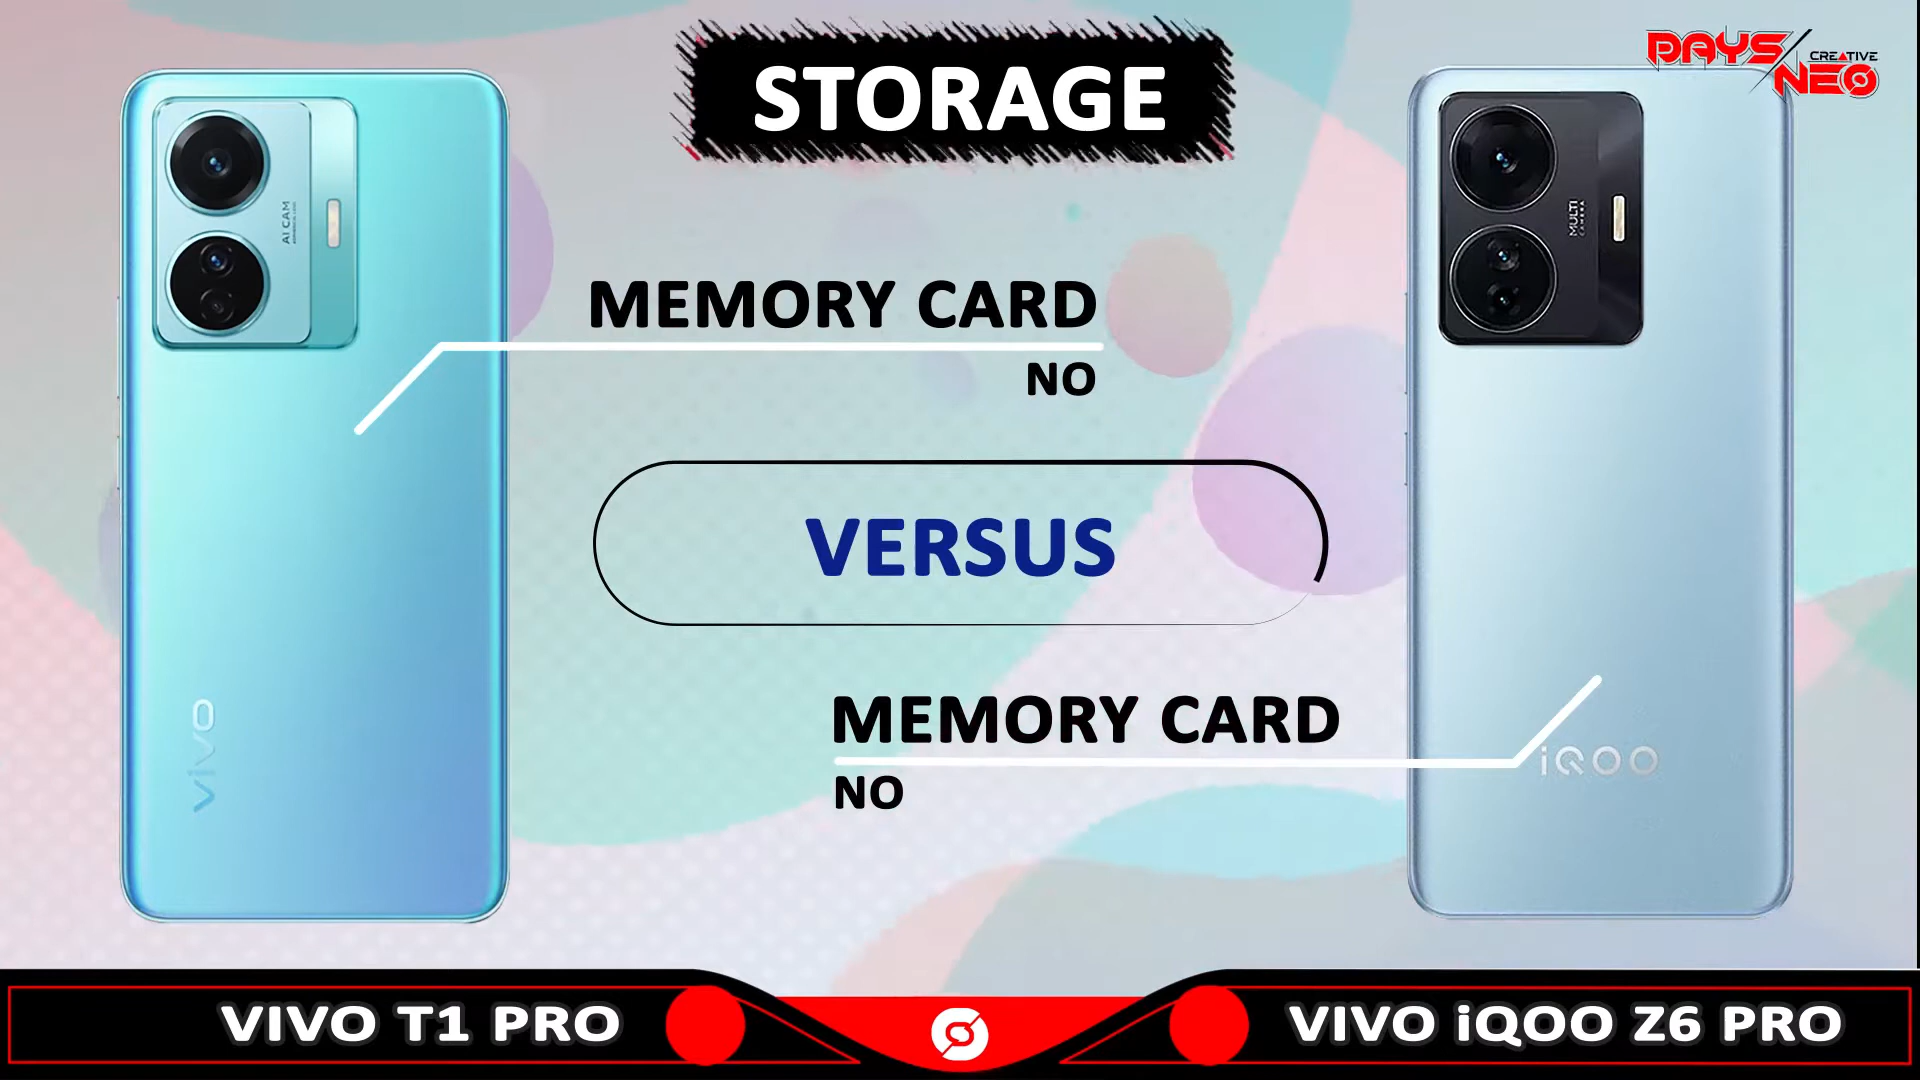 STORAGE
DAYS
CREATIVE
NEO
AI CAM
MULTI
CAMERA
MEMORY CARD
NO
VERSUS
MEMORY CARD
NO
vivo
iQOO
VIVO T1 PRO
VIVO iQOO Z6 PRO